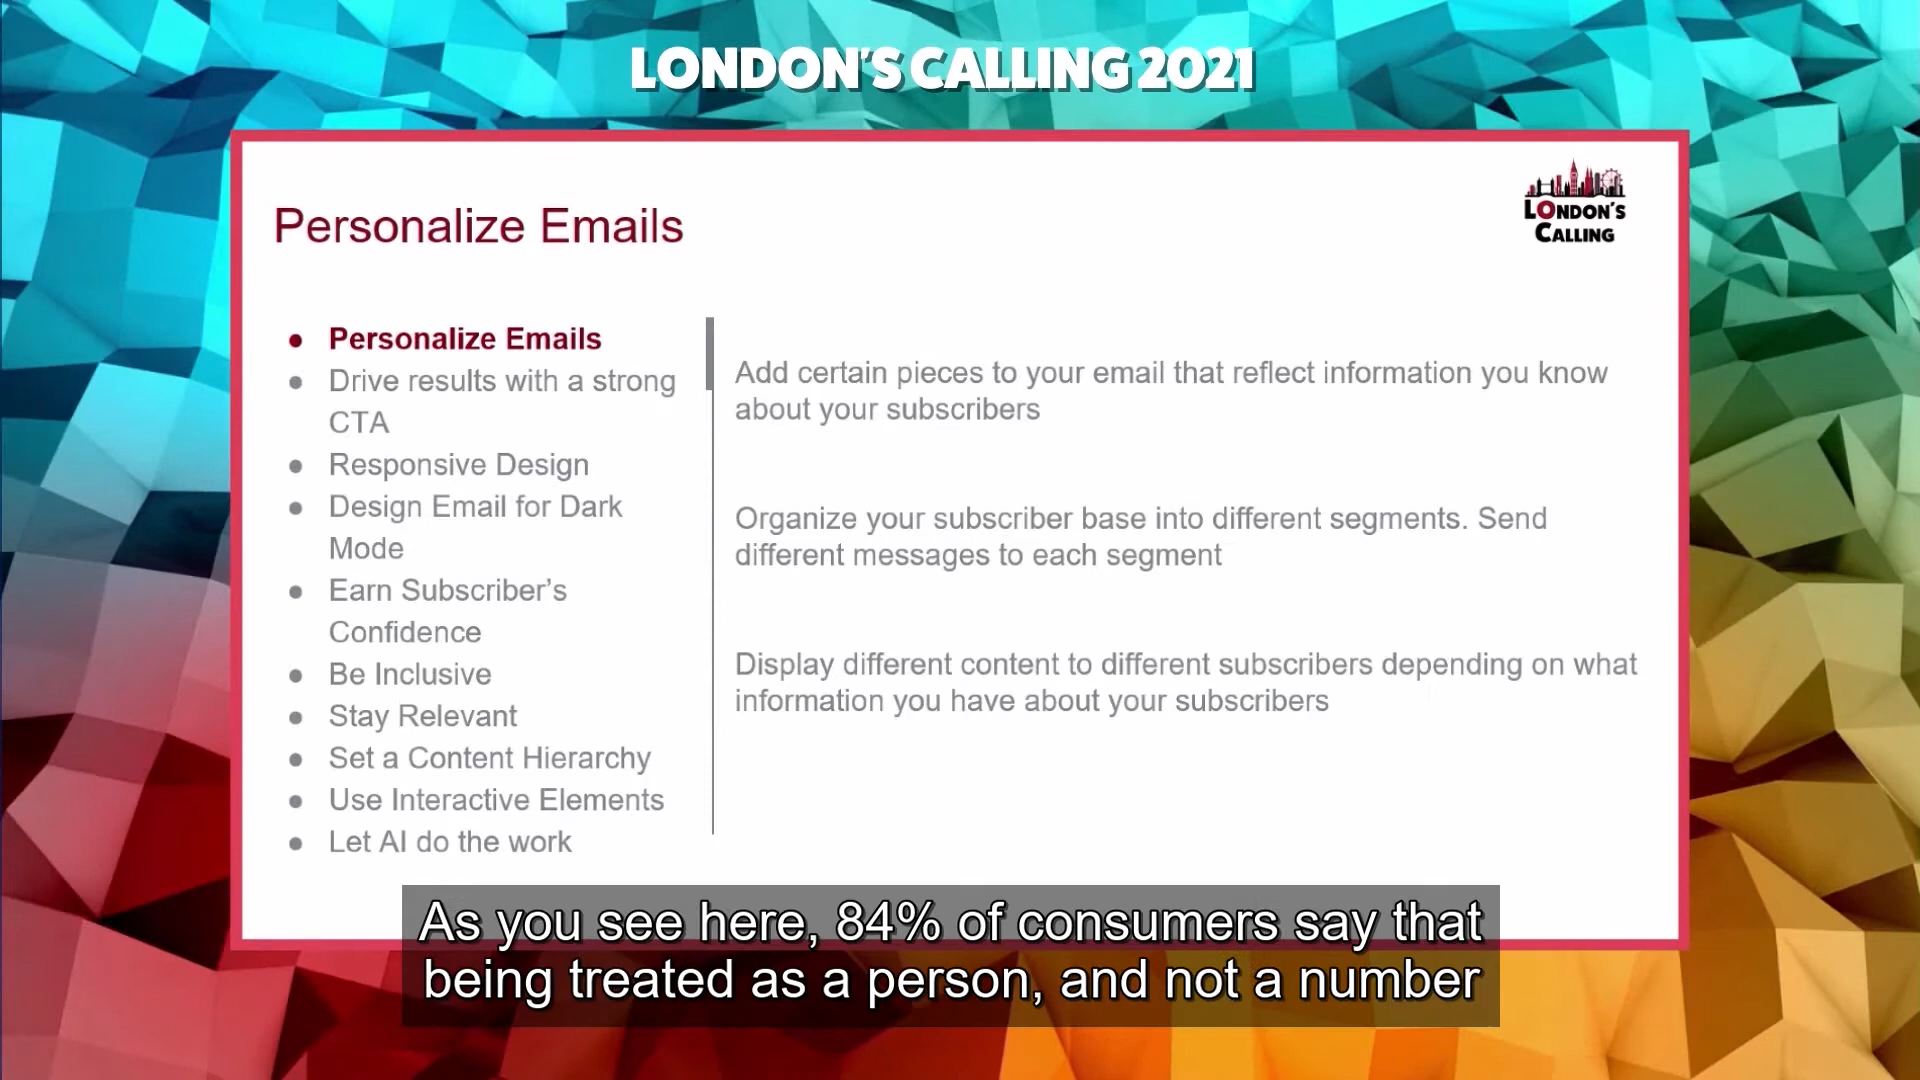 LONDON'S CALLING 2021
LONDON'S
CALLING
Personalize Emails
● Personalize Emails
● Drive results with a strong
CTA
● Responsive Design
● Design Email for Dark
Mode
● Earn Subscriber’s
Confidence
● Be Inclusive
● Stay Relevant
● Set a Content Hierarchy
● Use Interactive Elements
● Let AI do the work
Add certain pieces to your email that reflect information you know
about your subscribers
Organize your subscriber base into different segments. Send
different messages to each segment
Display different content to different subscribers depending on what
information you have about your subscribers
As you see here, 84% of consumers say that
being treated as a person, and not a number